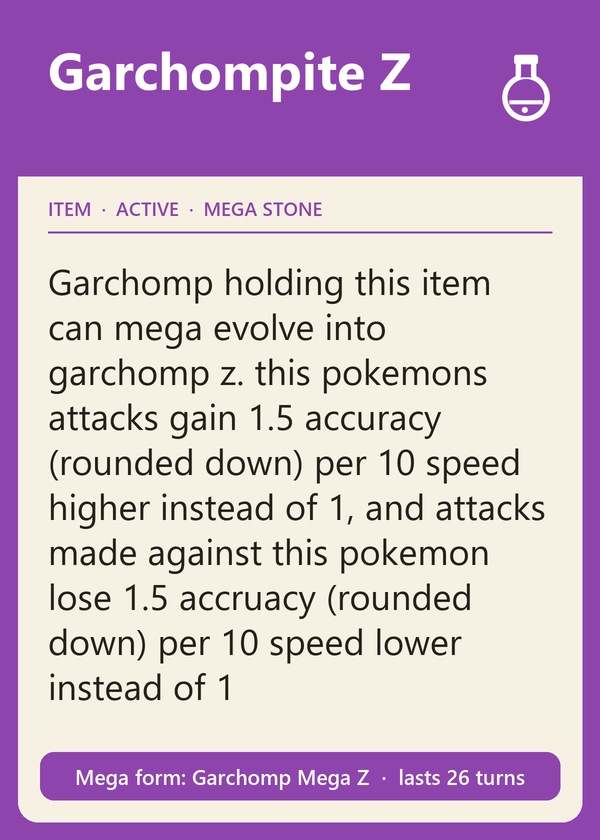 Garchompite Z
ITEM · ACTIVE · MEGA STONE
Garchomp holding this item
can mega evolve into
garchomp z. this pokemons
attacks gain 1.5 accuracy
(rounded down) per 10 speed
higher instead of 1, and attacks
made against this pokemon
lose 1.5 accruacy (rounded
down) per 10 speed lower
instead of 1
Mega form: Garchomp Mega Z · lasts 26 turns